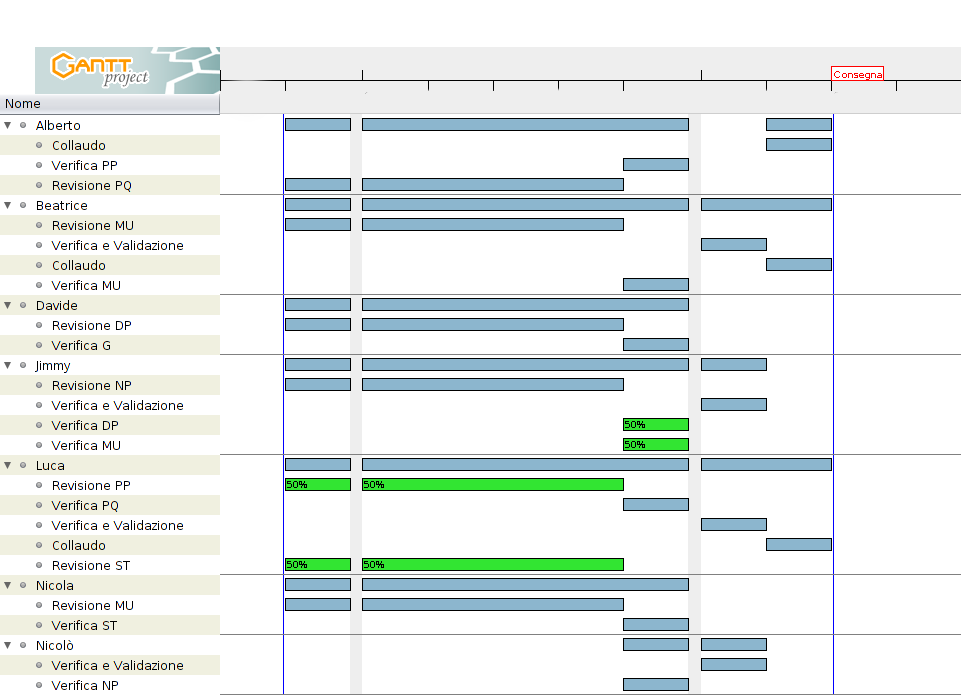 GANTT
project
Consegna
Nome
Alberto
Collaudo
Verifica PP
Revisione PQ
Beatrice
Revisione MU
Verifica e Validazione
Collaudo
Verifica MU
Davide
Revisione DP
Verifica G
Jimmy
Revisione NP
Verifica e Validazione
Verifica DP 50%
Verifica MU 50%
Luca
Revisione PP 50% 50%
Verifica PQ
Verifica e Validazione
Collaudo
Revisione ST 50% 50%
Nicola
Revisione MU
Verifica ST
Nicolò
Verifica e Validazione
Verifica NP